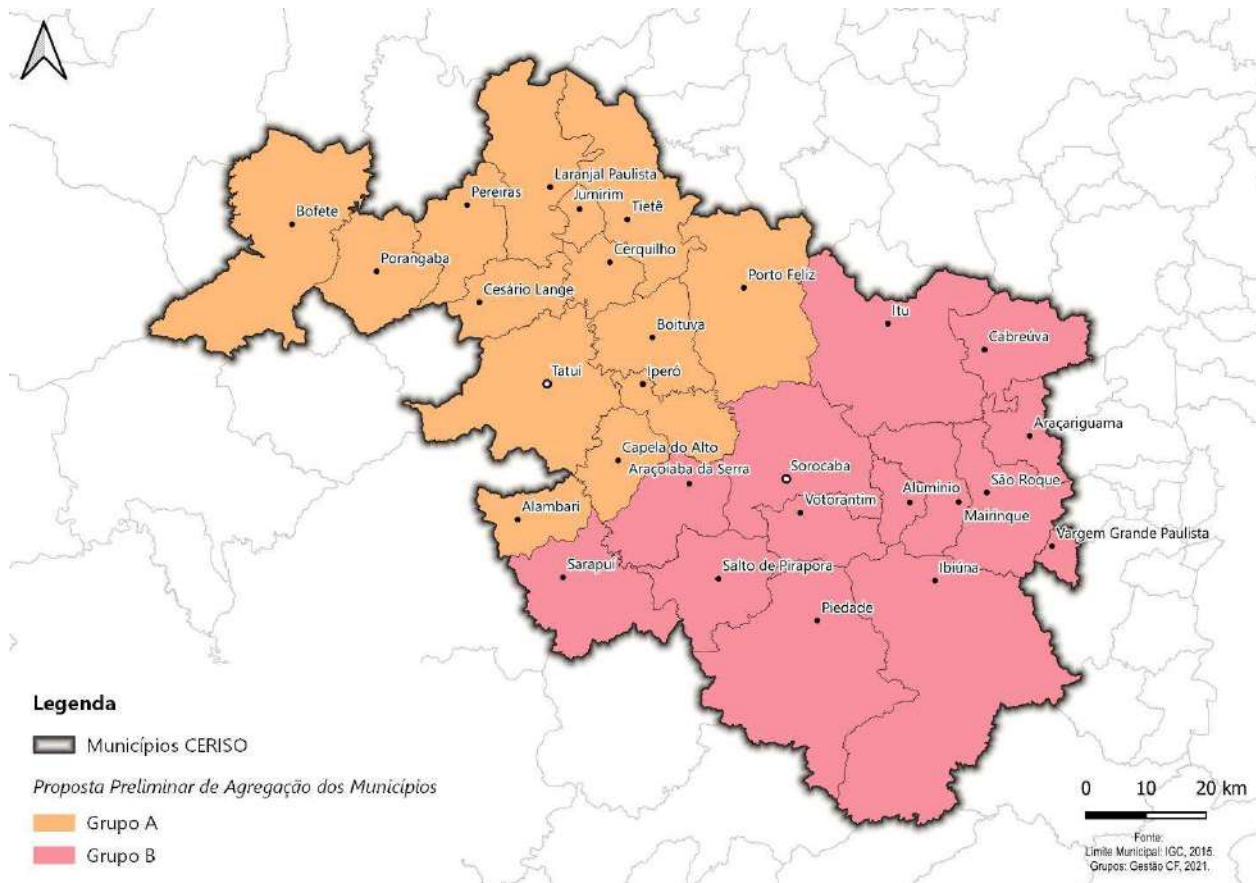 Laranjal Paulista
Pereiras
Jumirim
Bofete
Tietê
Cerquilho
Porangaba
Porto Feliz
Cesário Lange
Itu
Boituva
Cabreúva
Tatuí
Iperó
Araçariguama
Capela do Alto
Araçoiaba da Serra
Sorocaba
São Roque
Alumínio
Votorantim
Alambari
Mairinque
Vargem Grande Paulista
Sarapuí
Salto de Pirapora
Ibiúna
Piedade
Legenda
Municípios CERISO
Proposta Preliminar de Agregação dos Municípios
Grupo A
Grupo B
0 10 20 km
Fonte:
Limite Municipal: IGC, 2015.
Grupos: Gestão CF, 2021.